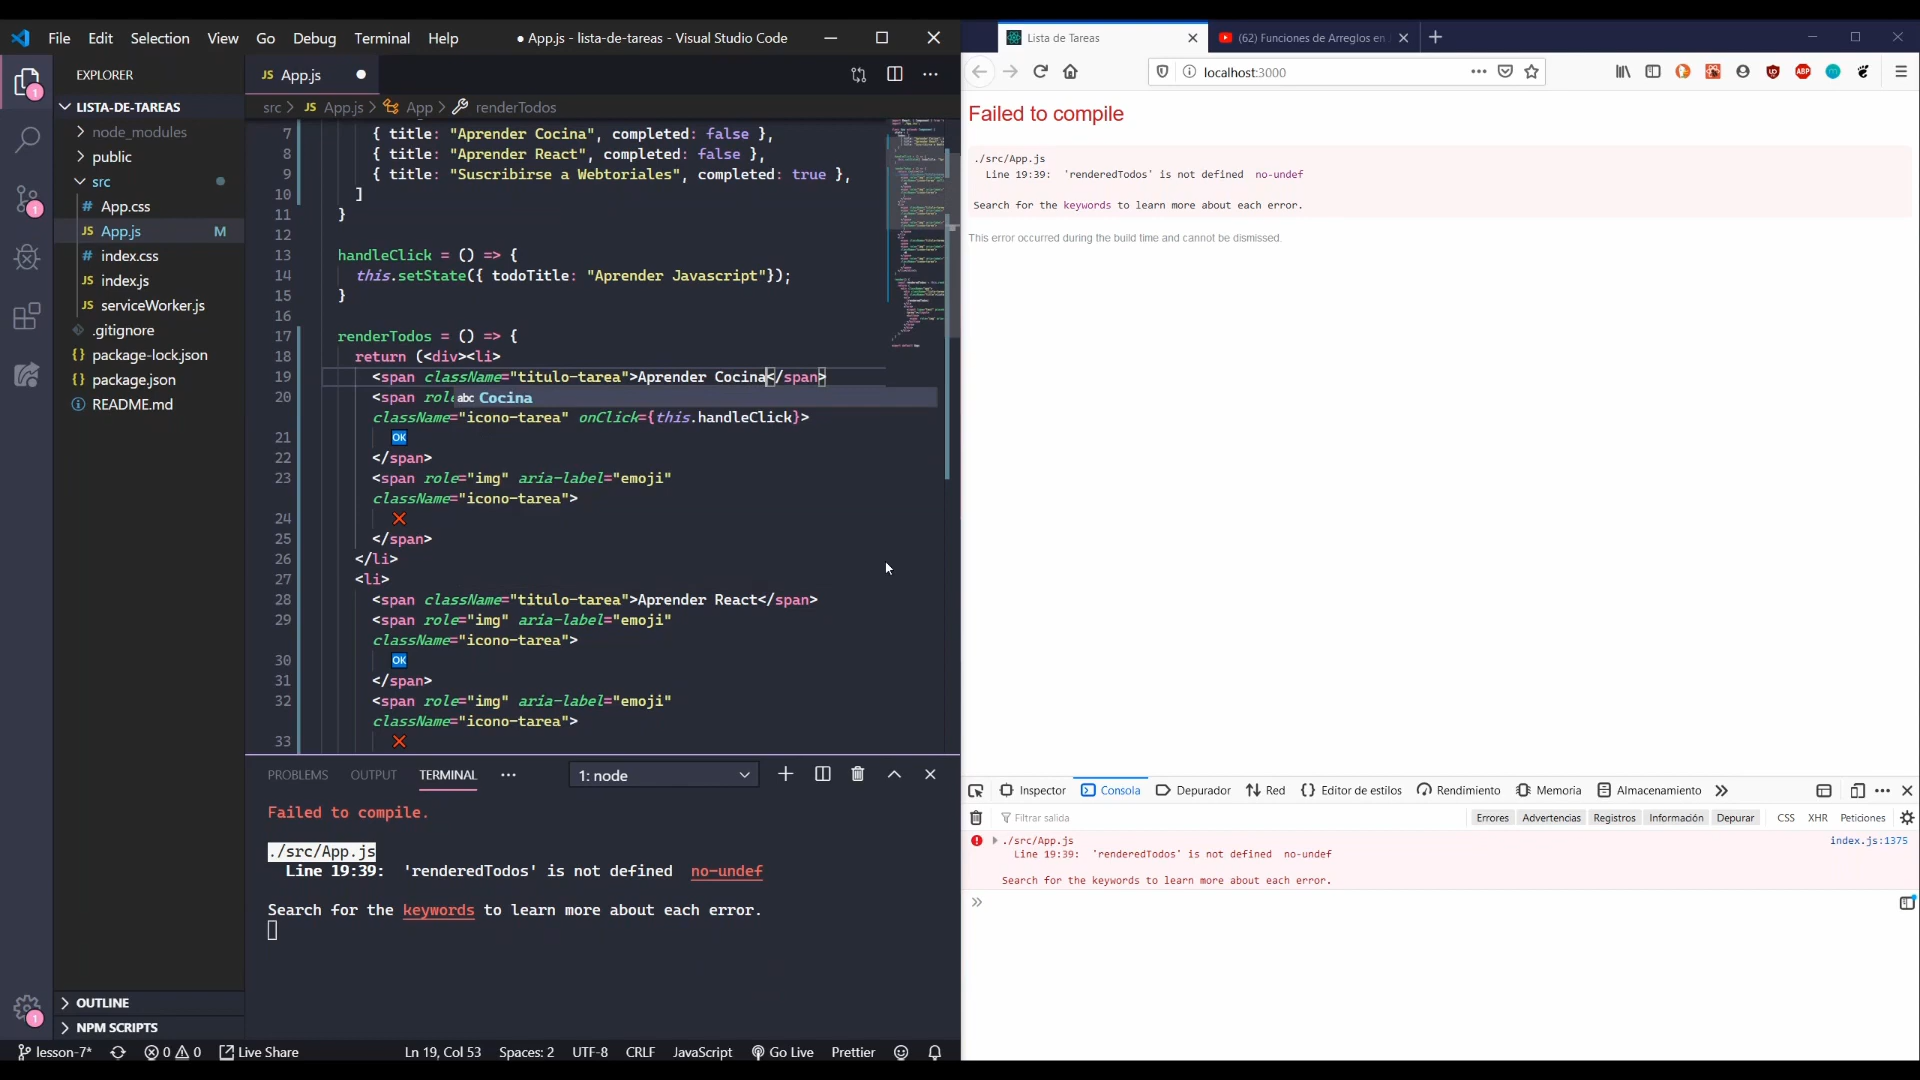 File Edit Selection View Go Debug Terminal Help
● App.js - lista-de-tareas - Visual Studio Code
EXPLORER
LISTA-DE-TAREAS
node_modules
public
src
# App.css
JS App.js M
# index.css
JS index.js
JS serviceWorker.js
.gitignore
{} package-lock.json
{} package.json
README.md
OUTLINE
NPM SCRIPTS
1
1
1
JS App.js ●
src > JS App.js > App > renderTodos
7 { title: "Aprender Cocina", completed: false },
8 { title: "Aprender React", completed: false },
9 { title: "Suscribirse a Webtoriales", completed: true },
10 ]
11 }
12
13 handleClick = () => {
14 this.setState({ todoTitle: "Aprender Javascript"});
15 }
16
17 renderTodos = () => {
18 return (<div><li>
19 <span className="titulo-tarea">Aprender Cocina</span>
20 <span role
abc Cocina
className="icono-tarea" onClick={this.handleClick}>
21 OK
22 </span>
23 <span role="img" aria-label="emoji"
className="icono-tarea">
24 ❌
25 </span>
26 </li>
27 <li>
28 <span className="titulo-tarea">Aprender React</span>
29 <span role="img" aria-label="emoji"
className="icono-tarea">
30 OK
31 </span>
32 <span role="img" aria-label="emoji"
className="icono-tarea">
33 ❌
PROBLEMS OUTPUT TERMINAL ••• 1: node
Failed to compile.
./src/App.js
Line 19:39: 'renderedTodos' is not defined no-undef
Search for the keywords to learn more about each error.
lesson-7* 0 0 Live Share Ln 19, Col 53 Spaces: 2 UTF-8 CRLF JavaScript Go Live Prettier
Lista de Tareas
(62) Funciones de Arreglos en
localhost:3000
ABP
Failed to compile
./src/App.js
Line 19:39: 'renderedTodos' is not defined no-undef
Search for the keywords to learn more about each error.
This error occurred during the build time and cannot be dismissed.
Inspector Consola Depurador Red {} Editor de estilos Rendimiento Memoria Almacenamiento
Filtrar salida Errores Advertencias Registros Información Depurar CSS XHR Peticiones
./src/App.js index.js:1375
Line 19:39: 'renderedTodos' is not defined no-undef
Search for the keywords to learn more about each error.